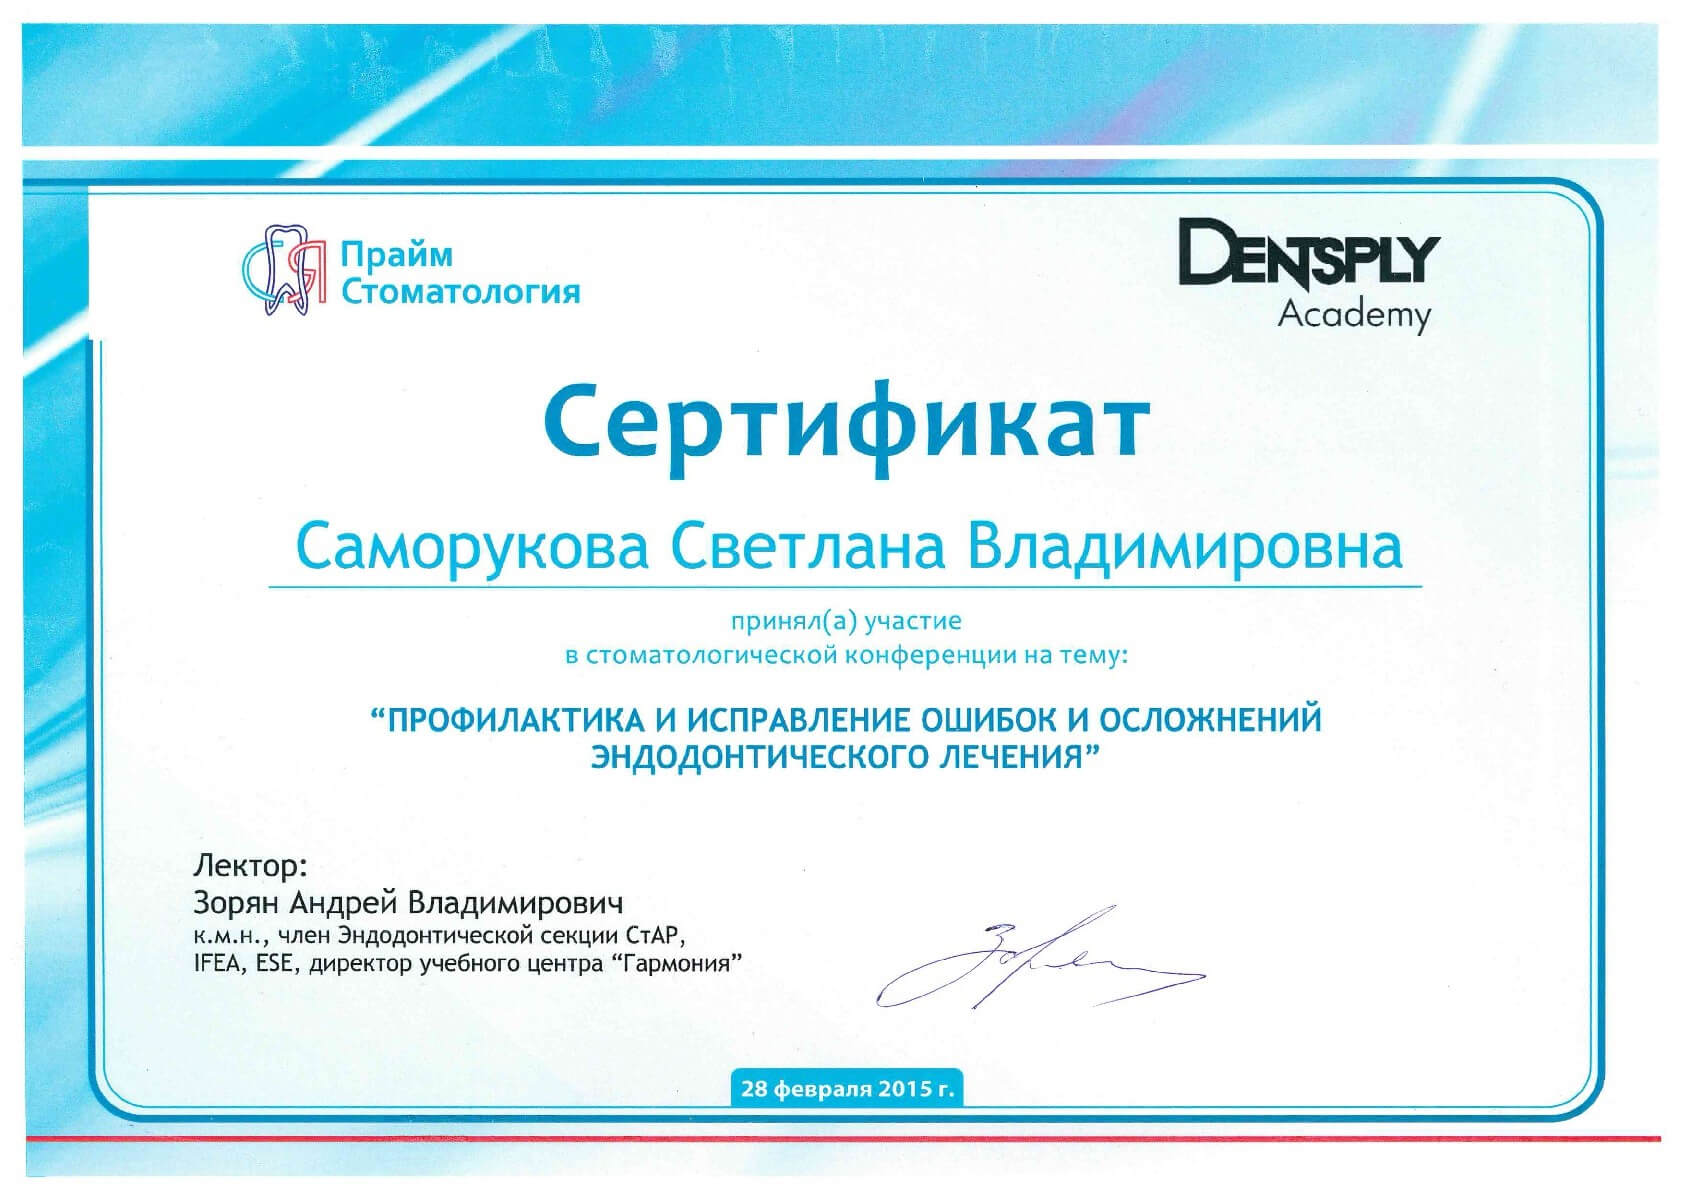 Прайм
Стоматология
DENTSPLY
Academy
Сертификат
Саморукова Светлана Владимировна
принял(а) участие
в стоматологической конференции на тему:
“ПРОФИЛАКТИКА И ИСПРАВЛЕНИЕ ОШИБОК И ОСЛОЖНЕНИЙ
ЭНДОДОНТИЧЕСКОГО ЛЕЧЕНИЯ”
Лектор:
Зорян Андрей Владимирович
к.м.н., член Эндодонтической секции СтАР,
IFEA, ESE, директор учебного центра “Гармония”
28 февраля 2015 г.